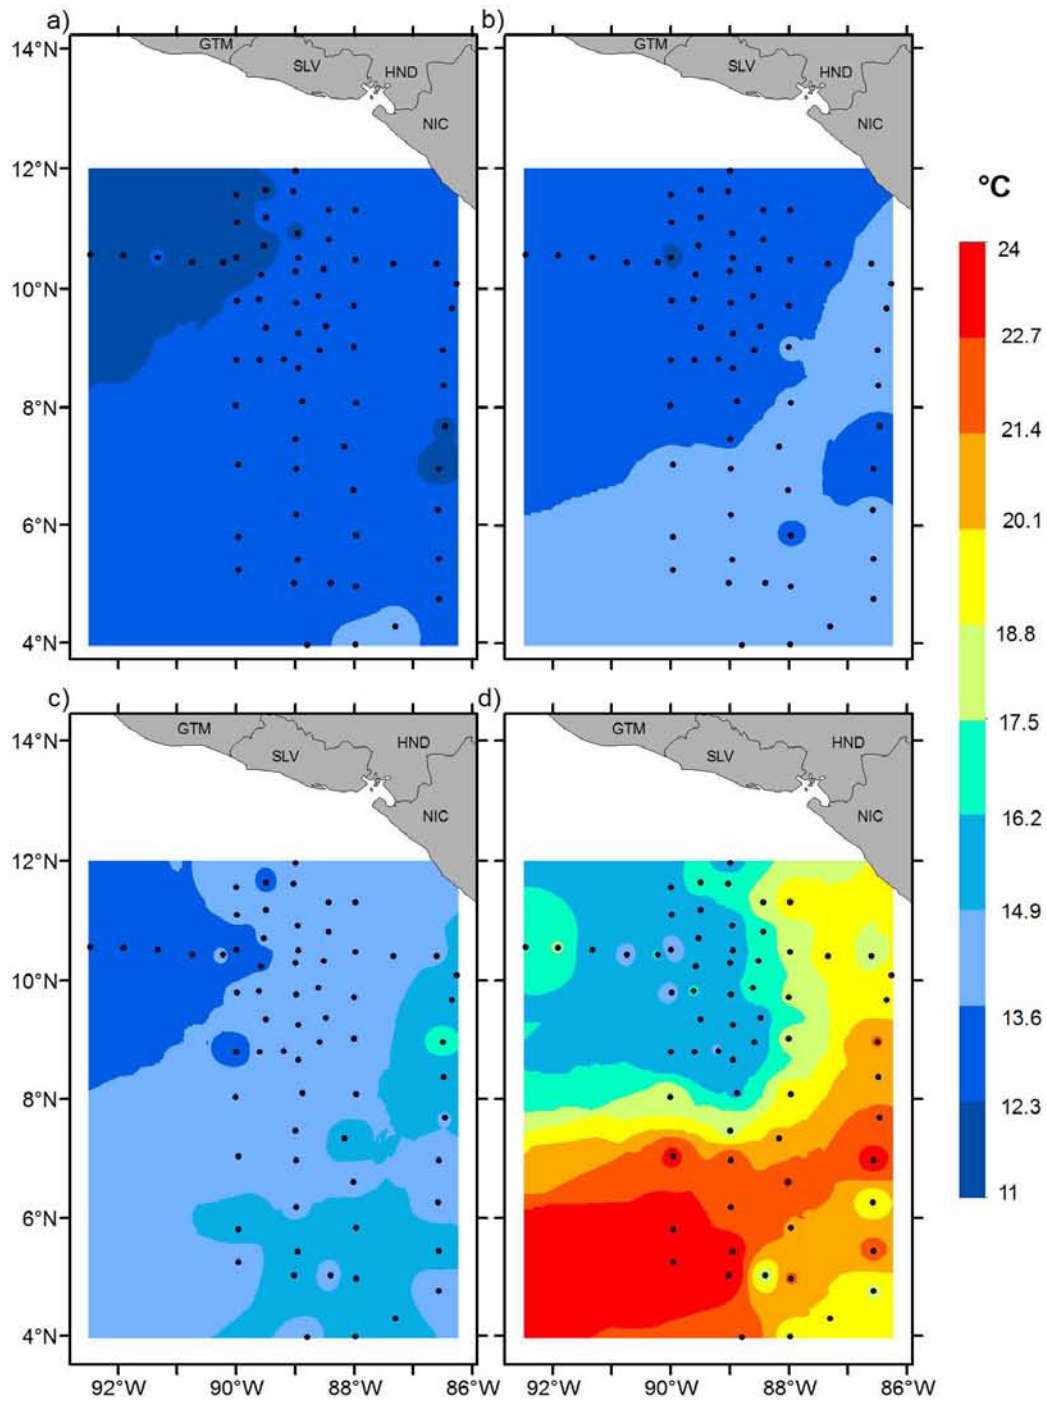 a)
b)
14°N
GTM
SLV
HND
NIC
GTM
SLV
HND
NIC
12°N
10°N
8°N
6°N
4°N
°C
24
22.7
21.4
20.1
18.8
17.5
16.2
14.9
13.6
12.3
11
c)
d)
14°N
GTM
SLV
HND
NIC
GTM
SLV
HND
NIC
12°N
10°N
8°N
6°N
4°N
92°W 90°W 88°W 86°W 92°W 90°W 88°W 86°W